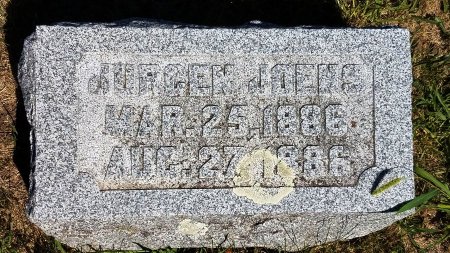 JURGEN JOENS
MAR. 25, 1886
AUG. 27, 1886